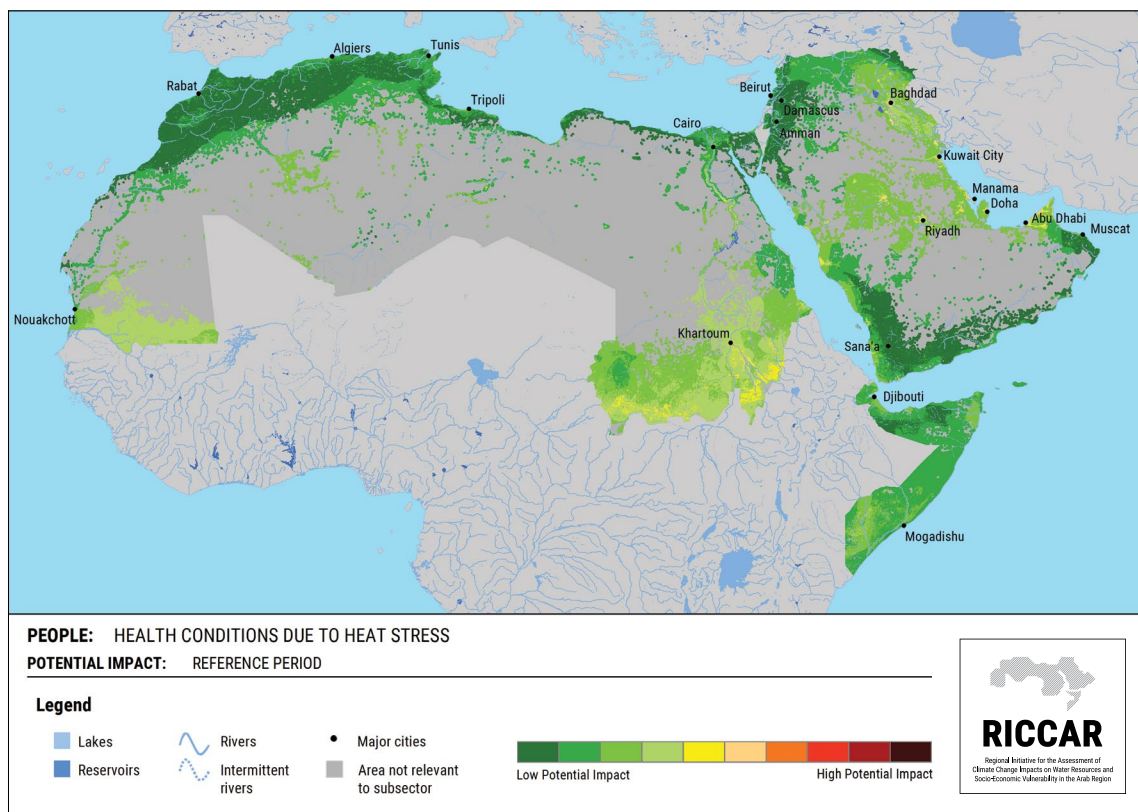 Algiers
Tunis
Rabat
Tripoli
Beirut
Damascus
Baghdad
Cairo
Amman
Kuwait City
Manama
Doha
Abu Dhabi
Riyadh
Muscat
Nouakchott
Khartoum
Sana'a
Djibouti
Mogadishu
PEOPLE: HEALTH CONDITIONS DUE TO HEAT STRESS
POTENTIAL IMPACT: REFERENCE PERIOD
Legend
Lakes
Reservoirs
Rivers
Intermittent
rivers
Major cities
Area not relevant
to subsector
Low Potential Impact
High Potential Impact
RICCAR
Regional Initiative for the Assessment of
Climate Change Impacts on Water Resources and
Socio-Economic Vulnerability in the Arab Region